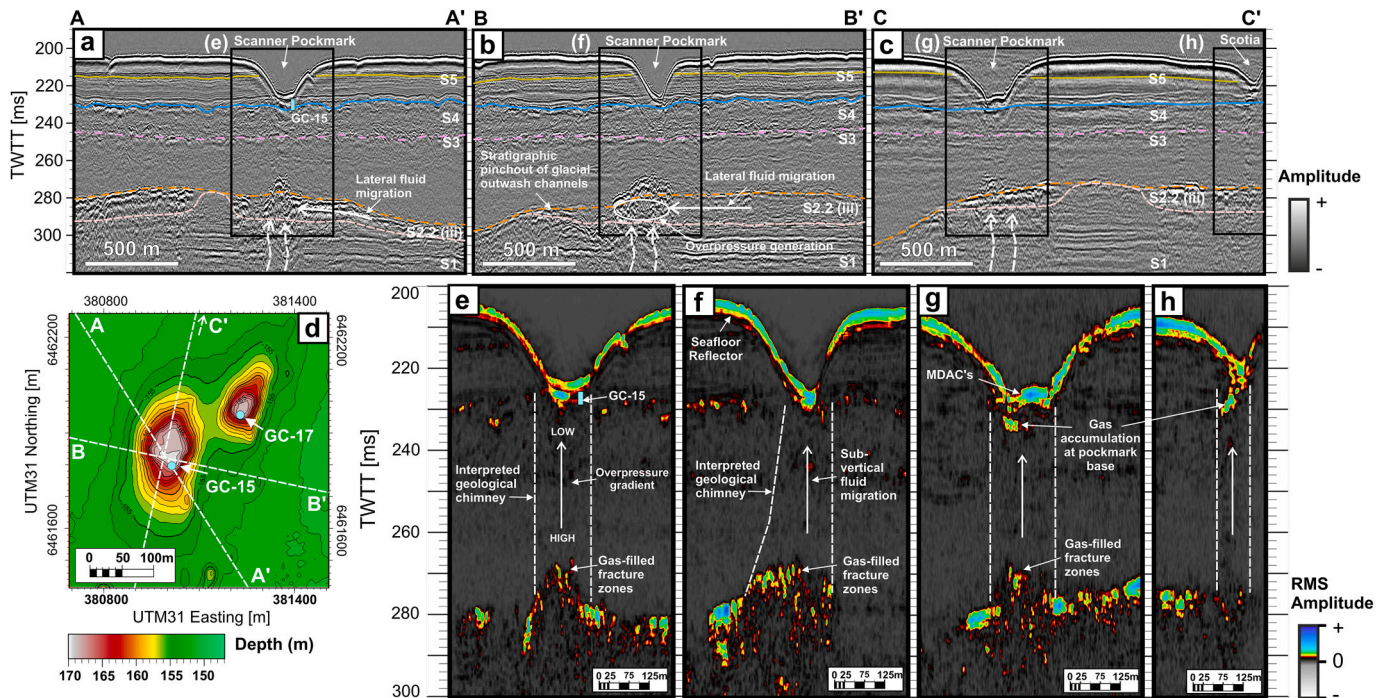 A A' B B' C C'
200
220
240
260
280
300
TWTT [ms]
a
(e)
Scanner Pockmark
S5
GC-15
S4
S3
Lateral fluid
migration
S2.2 (iii)
S1
500 m
b
(f)
Scanner Pockmark
S5
S4
S3
Stratigraphic
pinchout of glacial
outwash channels
Lateral fluid migration
S2.2 (iii)
Overpressure generation
S1
500 m
c
(g)
Scanner Pockmark
(h)
Scotia
S5
S4
S3
S2.2 (iii)
S1
500 m
Amplitude
+
-
380800 381400
6462200
6461600
UTM31 Northing [m]
d
A
C'
B
GC-17
GC-15
B'
A'
155
155
0 50 100m
6462200
6461600
380800 381400
UTM31 Easting [m]
Depth (m)
170 165 160 155 150
TWTT [ms]
200
220
240
260
280
300
e
GC-15
LOW
Interpreted
geological
chimney
Overpressure
gradient
HIGH
Gas-filled
fracture
zones
0 25 75 125m
f
Seafloor
Reflector
Interpreted
geological
chimney
Sub-
vertical
fluid
migration
Gas-filled
fracture
zones
0 25 75 125m
g
MDAC's
Gas
accumulation
at pockmark
base
Gas-filled
fracture
zones
0 25 75 125m
h
0 25 75 125m
RMS
Amplitude
+
0
-